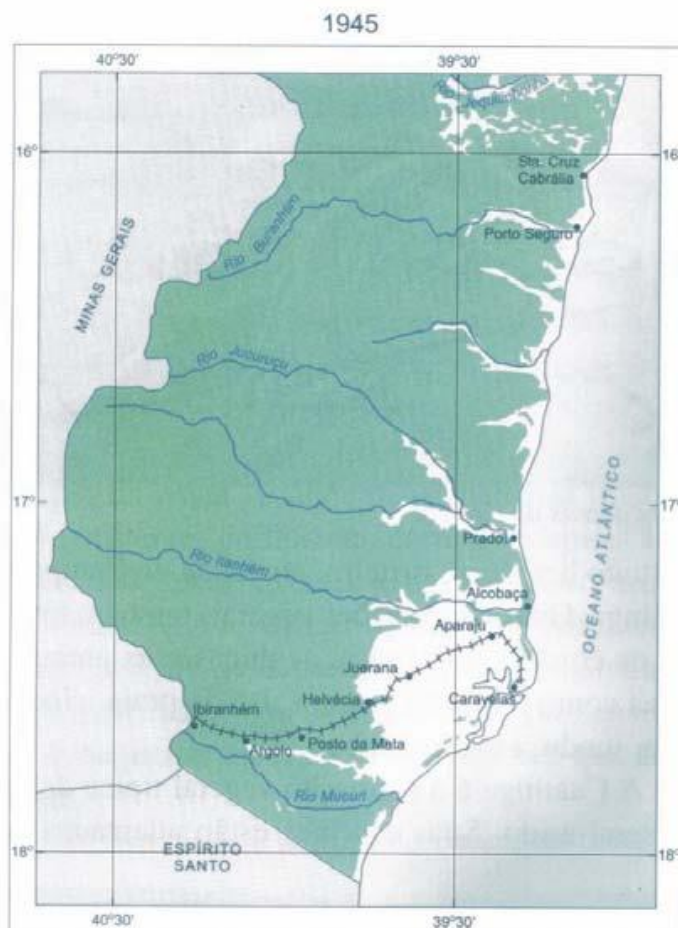 1945
40°30'
39°30'
Rio Jequitinhonha
16°
16°
Sta. Cruz
Cabrália
Rio Buranhém
Porto Seguro
MINAS GERAIS
Rio Jucuruçu
OCEANO ATLÂNTICO
17°
17°
Prado
Rio Itanhém
Alcobaça
Aparaju
Juerana
Helvécia
Caravelas
Ibiranhém
Argolo
Posto da Mata
Rio Mucuri
18°
18°
ESPÍRITO
SANTO
40°30'
39°30'